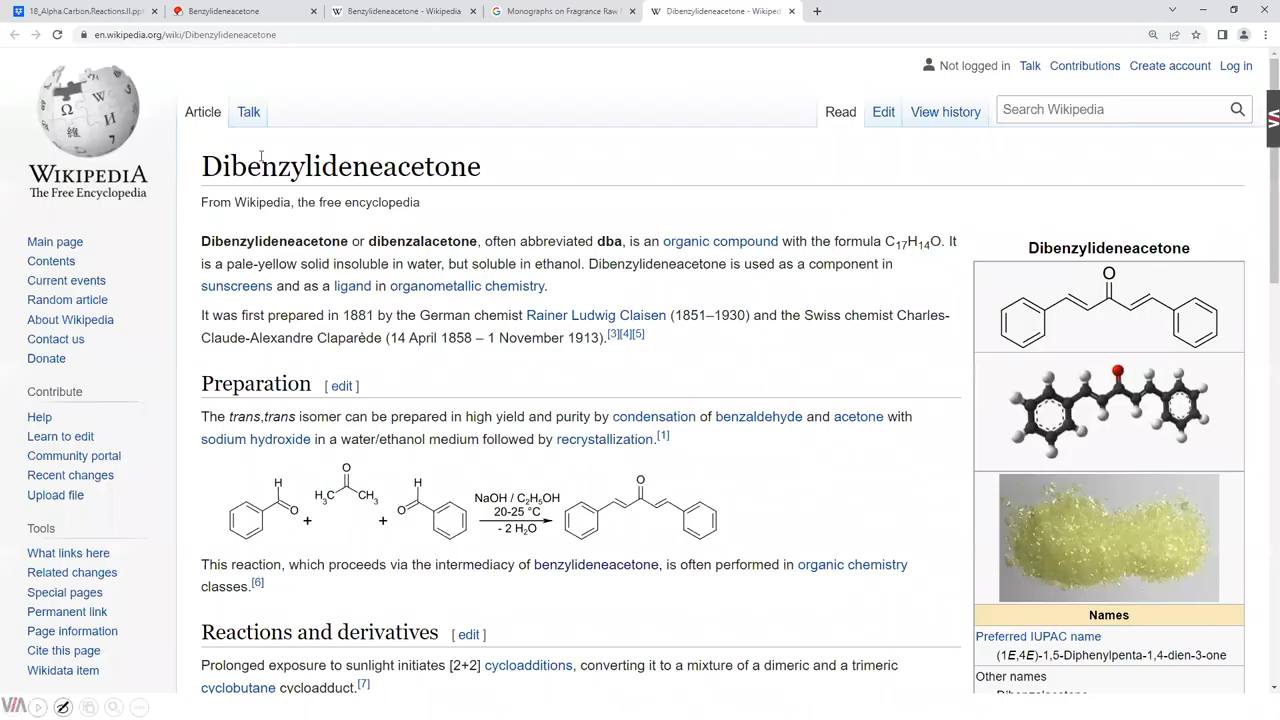 18_Alpha.Carbon.Reactions.II.pp
Benzylideneacetone
Benzylideneacetone - Wikipedia
Monographs on Fragrance Raw
Dibenzylideneacetone - Wikiped
en.wikipedia.org/wiki/Dibenzylideneacetone
Not logged in Talk Contributions Create account Log in
Article Talk Read Edit View history Search Wikipedia
WIKIPEDIA
The Free Encyclopedia
Main page
Contents
Current events
Random article
About Wikipedia
Contact us
Donate
Contribute
Help
Learn to edit
Community portal
Recent changes
Upload file
Tools
What links here
Related changes
Special pages
Permanent link
Page information
Cite this page
Wikidata item
Dibenzylideneacetone
From Wikipedia, the free encyclopedia
Dibenzylideneacetone or dibenzalacetone, often abbreviated dba, is an organic compound with the formula C17H14O. It
is a pale-yellow solid insoluble in water, but soluble in ethanol. Dibenzylideneacetone is used as a component in
sunscreens and as a ligand in organometallic chemistry.
It was first prepared in 1881 by the German chemist Rainer Ludwig Claisen (1851–1930) and the Swiss chemist Charles-
Claude-Alexandre Claparède (14 April 1858 – 1 November 1913).[3][4][5]
Preparation [ edit ]
The trans,trans isomer can be prepared in high yield and purity by condensation of benzaldehyde and acetone with
sodium hydroxide in a water/ethanol medium followed by recrystallization.[1]
H O + H3C O CH3 + H O
NaOH / C2H5OH
20-25 °C
- 2 H2O
O
This reaction, which proceeds via the intermediacy of benzylideneacetone, is often performed in organic chemistry
classes.[6]
Reactions and derivatives [ edit ]
Prolonged exposure to sunlight initiates [2+2] cycloadditions, converting it to a mixture of a dimeric and a trimeric
cyclobutane cycloadduct.[7]
Dibenzylideneacetone
O
Names
Preferred IUPAC name
(1E,4E)-1,5-Diphenylpenta-1,4-dien-3-one
Other names
VIA